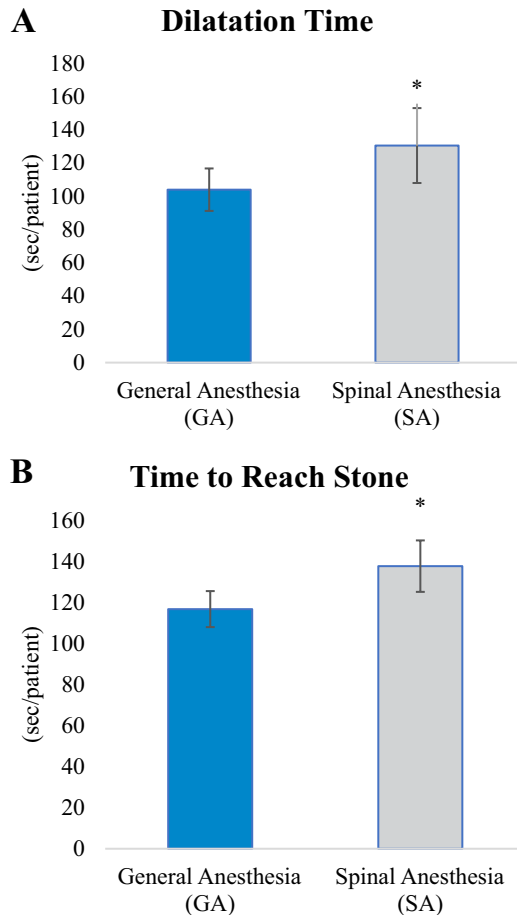 A
Dilatation Time
(sec/patient)
180
160
140
120
100
80
60
40
20
0
*
General Anesthesia
(GA)
Spinal Anesthesia
(SA)
B
Time to Reach Stone
(sec/patient)
160
140
120
100
80
60
40
20
0
*
General Anesthesia
(GA)
Spinal Anesthesia
(SA)